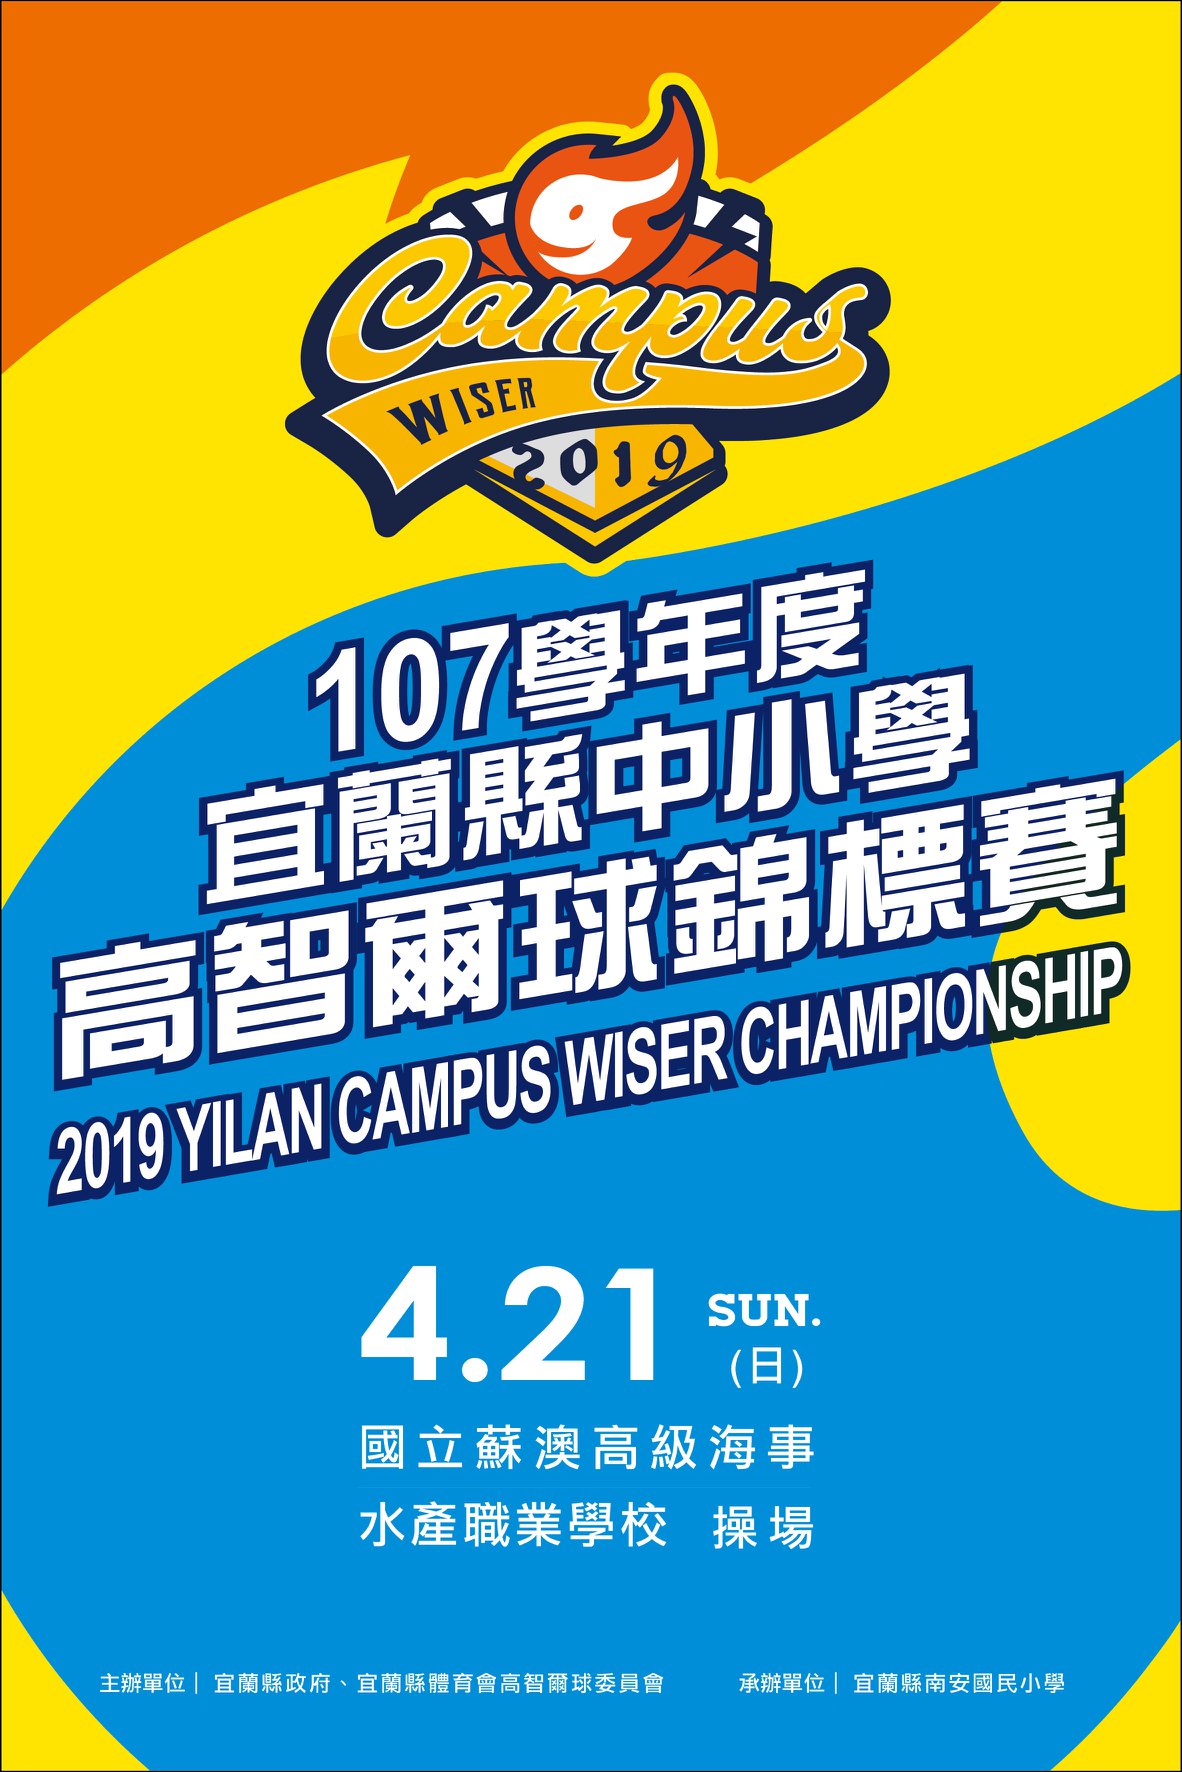 Campus
WISER
2019
107學年度
宜蘭縣中小學
高智爾球錦標賽
2019 YILAN CAMPUS WISER CHAMPIONSHIP
4.21 SUN.
(日)
國立蘇澳高級海事
水產職業學校 操場
主辦單位｜宜蘭縣政府、宜蘭縣體育會高智爾球委員會 承辦單位｜宜蘭縣南安國民小學